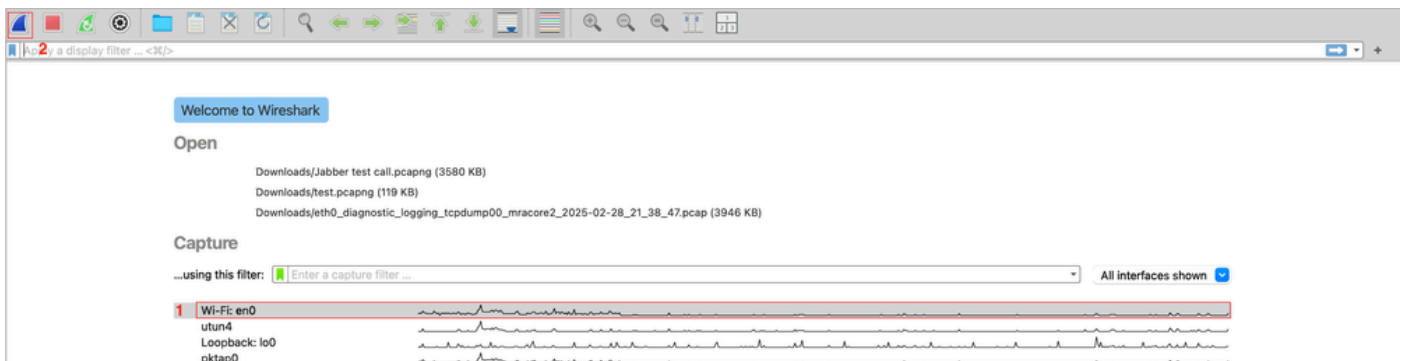 2
Apply a display filter ... <⌘/>
Welcome to Wireshark
Open
Downloads/Jabber test call.pcapng (3580 KB)
Downloads/test.pcapng (119 KB)
Downloads/eth0_diagnostic_logging_tcpdump00_mracore2_2025-02-28_21_38_47.pcap (3946 KB)
Capture
...using this filter: Enter a capture filter ... All interfaces shown
1 Wi-Fi: en0
utun4
Loopback: lo0
pktap0